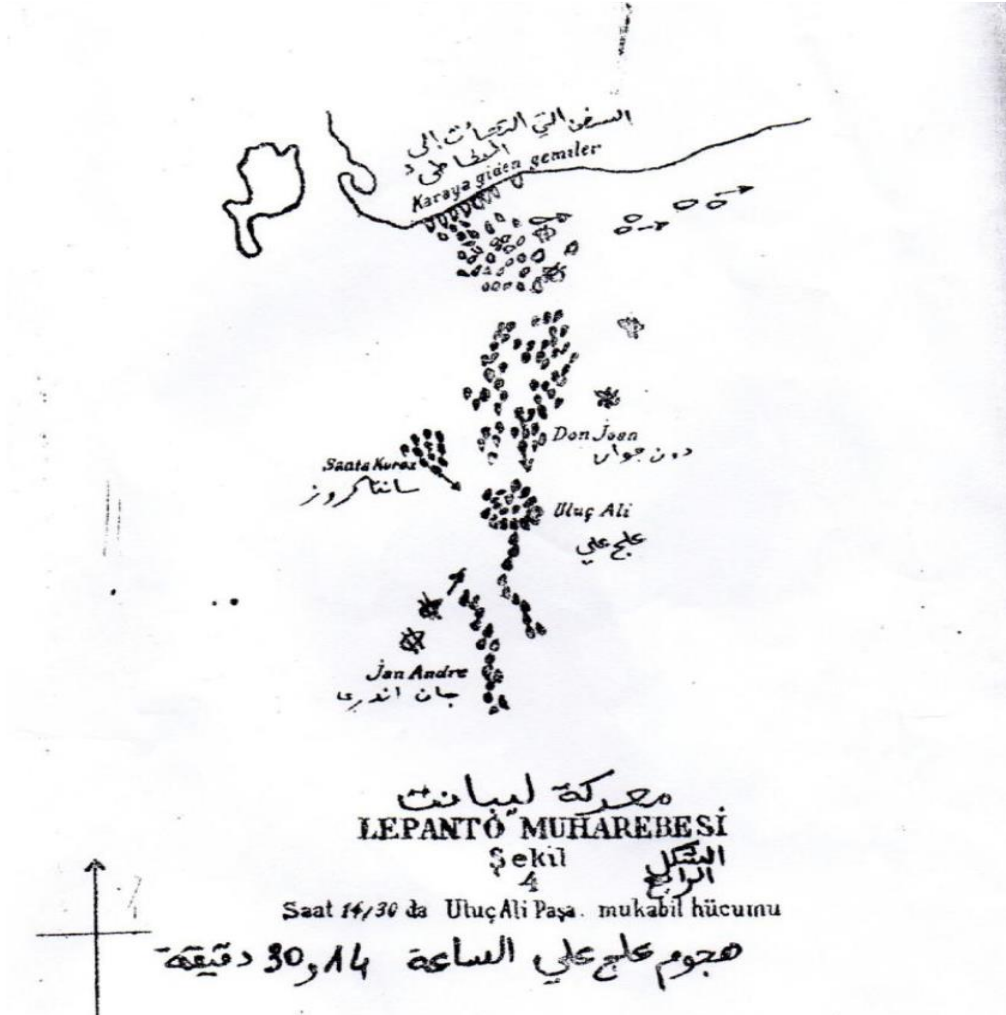 السفن التي التجأت إلى
الشاطئ
Karaya giden gemiler
Don Joan
دون جوان
Santa Kuroz
سانتا كروز
Uluç Ali
علج علي
Jan Andre
جان اندري
معركة ليبانت
LEPANTO MUHAREBESİ
Şekil الشكل
4 الرابع
Saat 14/30 da Uluç Ali Paşa. mukabil hücumu
هجوم علج علي الساعة 14 و 30 دقيقة